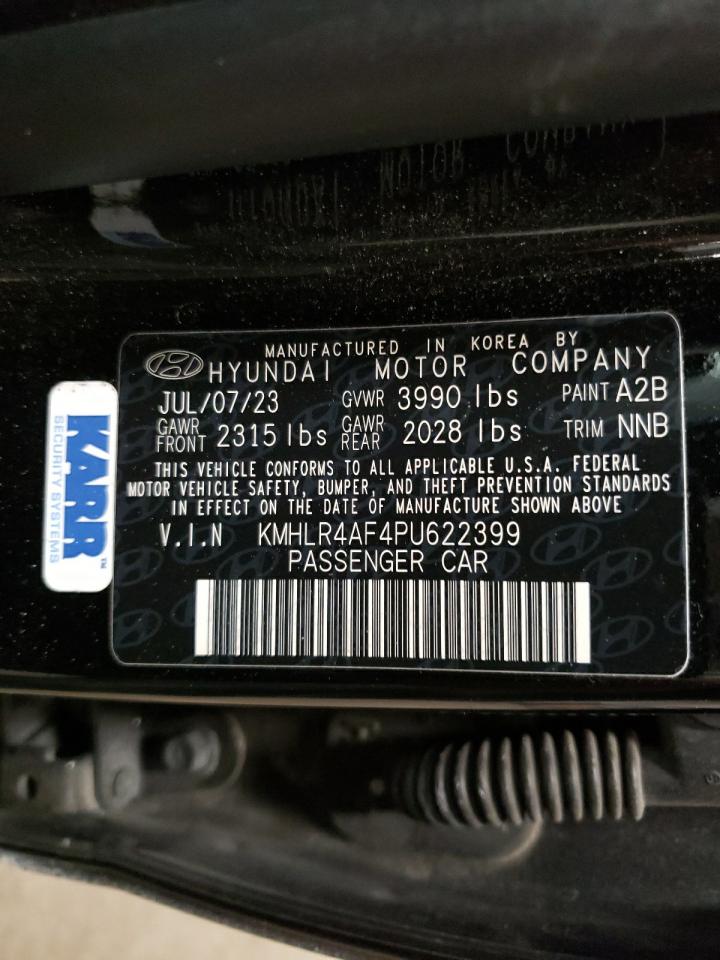 MANUFACTURED IN KOREA BY
HYUNDAI MOTOR COMPANY
JUL/07/23 GVWR 3990 lbs PAINT A2B
GAWR FRONT 2315 lbs GAWR REAR 2028 lbs TRIM NNB
THIS VEHICLE CONFORMS TO ALL APPLICABLE U.S.A. FEDERAL
MOTOR VEHICLE SAFETY, BUMPER, AND THEFT PREVENTION STANDARDS
IN EFFECT ON THE DATE OF MANUFACTURE SHOWN ABOVE
V.I.N KMHLR4AF4PU622399
PASSENGER CAR
KARR™
SECURITY SYSTEMS